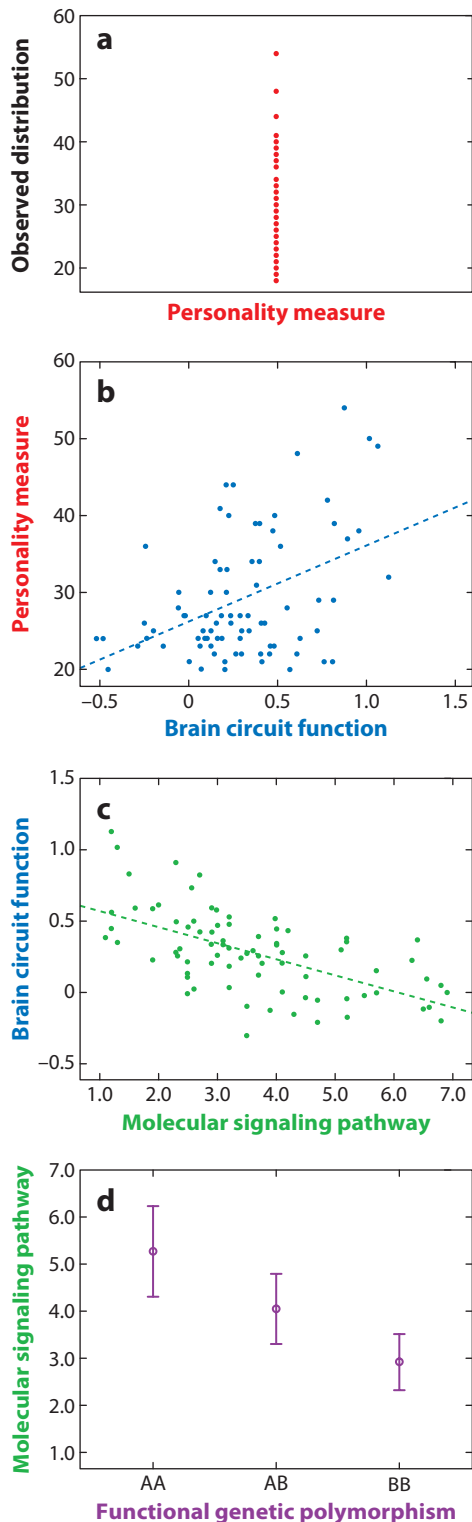 a
Observed distribution
60
50
40
30
20
Personality measure
b
Personality measure
60
50
40
30
20
−0.5
0
0.5
1.0
1.5
Brain circuit function
c
Brain circuit function
1.5
1.0
0.5
0
−0.5
1.0
2.0
3.0
4.0
5.0
6.0
7.0
Molecular signaling pathway
d
Molecular signaling pathway
7.0
6.0
5.0
4.0
3.0
2.0
1.0
AA
AB
BB
Functional genetic polymorphism